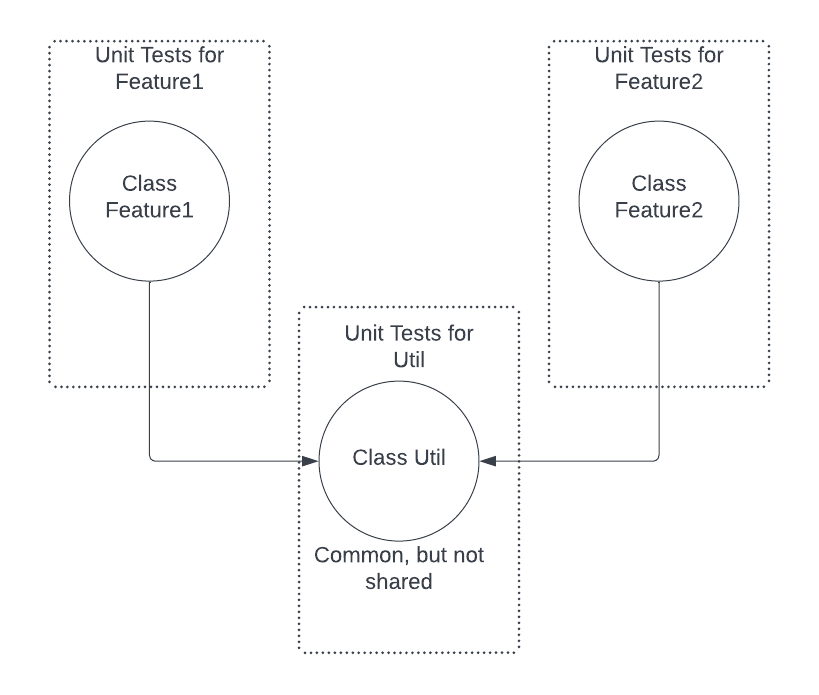 Unit Tests for
Feature1
Unit Tests for
Feature2
Class
Feature1
Class
Feature2
Unit Tests for
Util
Class Util
Common, but not
shared